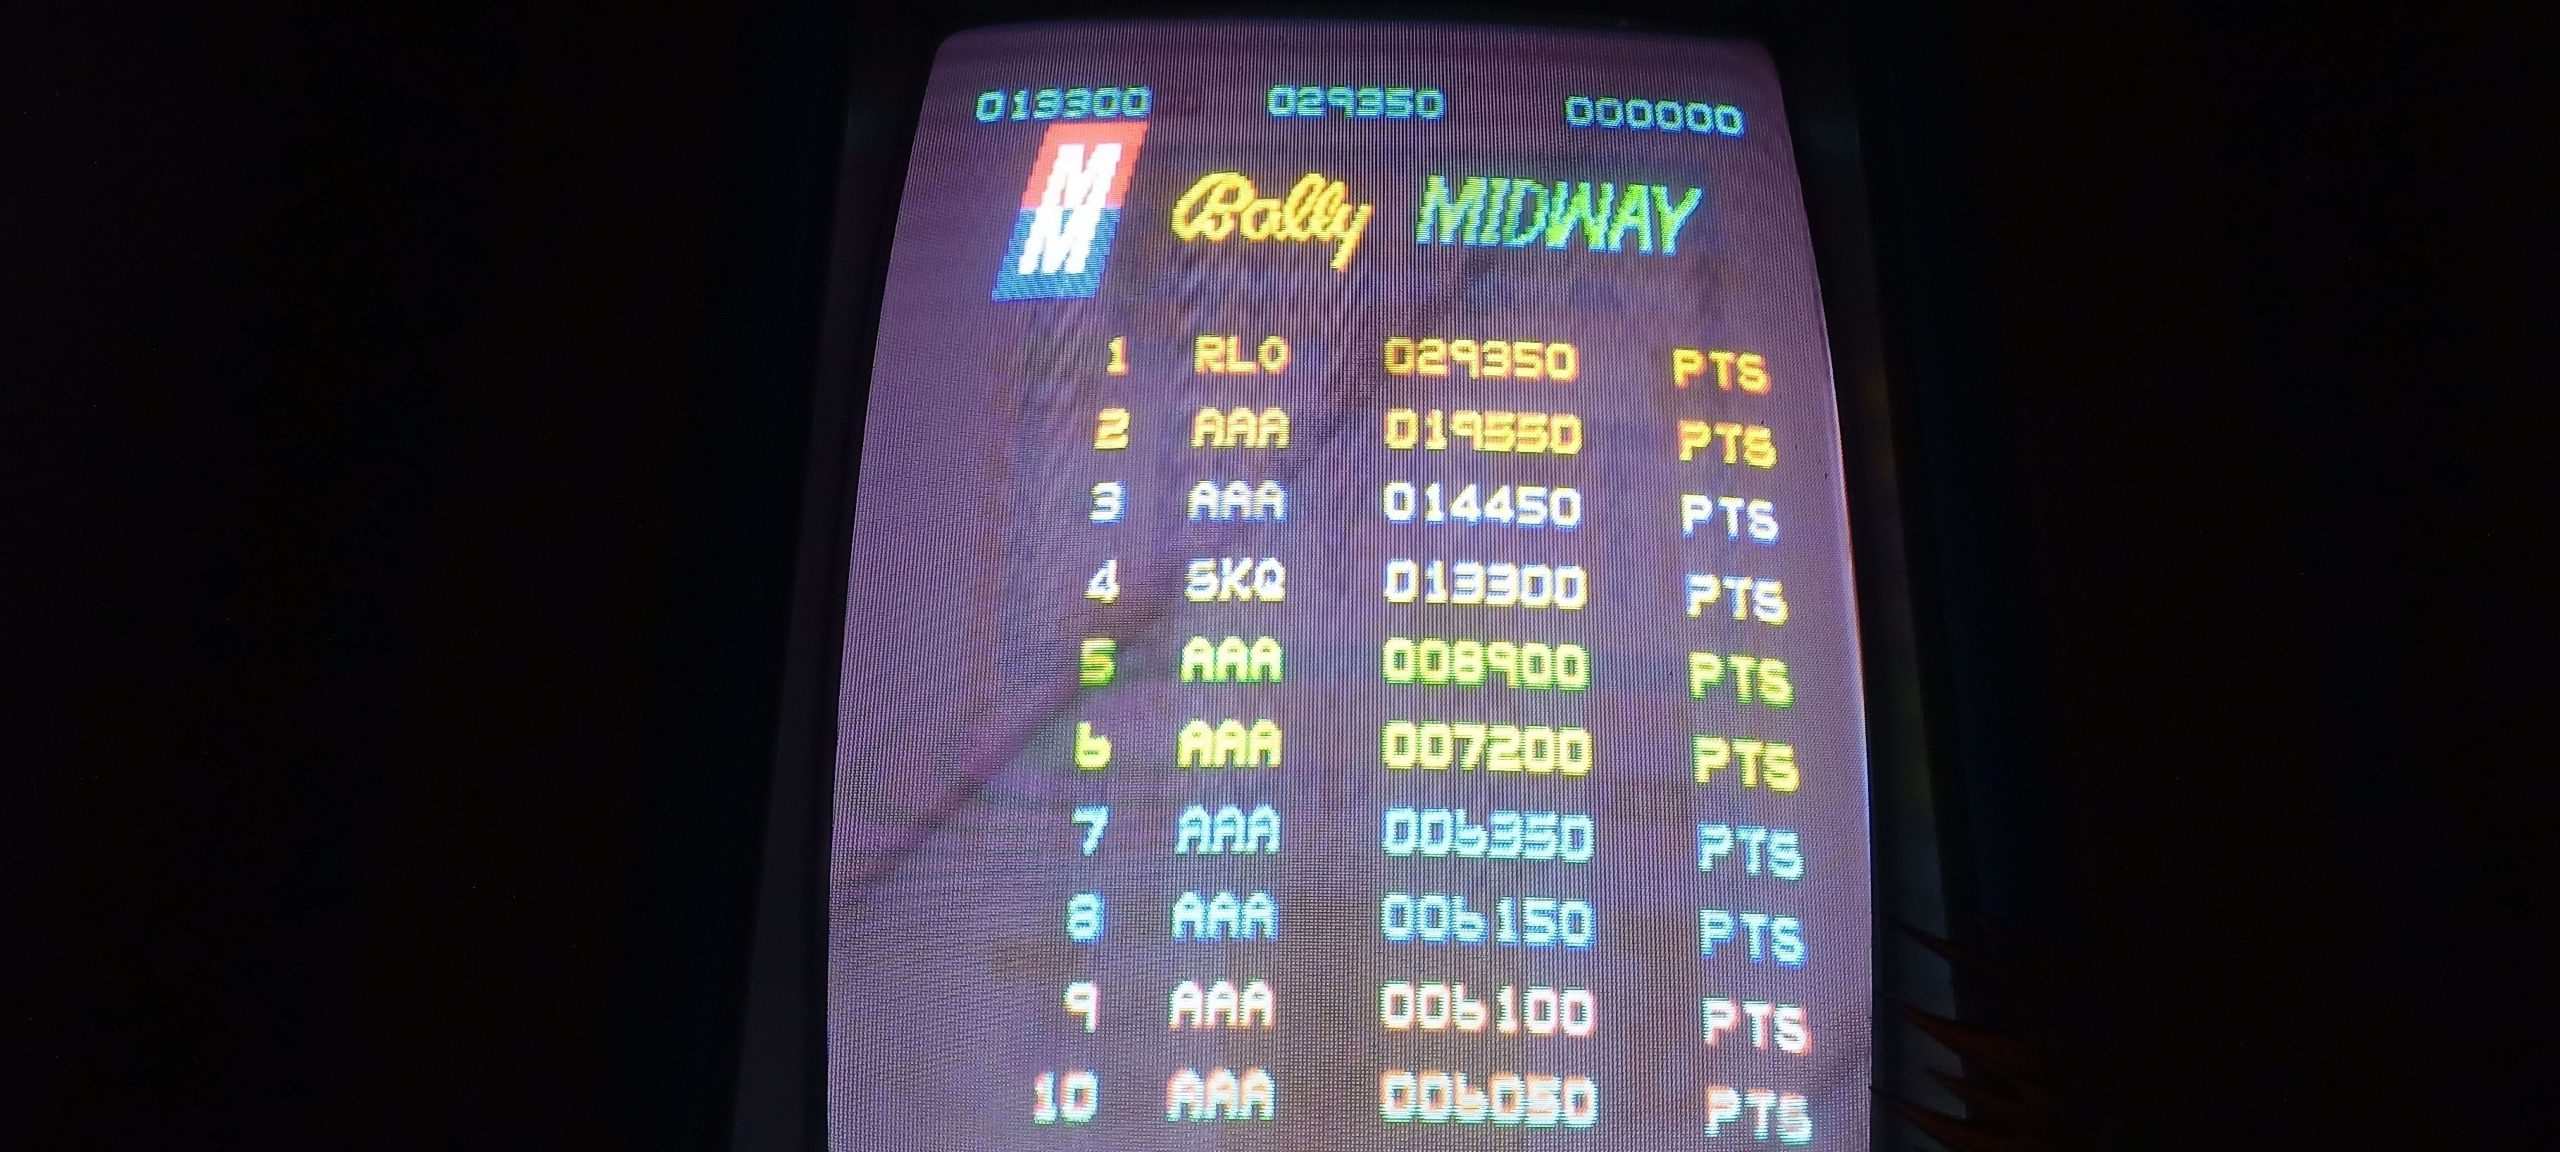 013300 029350 000000
M
M Bally MIDWAY
1 RLO 029350 PTS
2 AAA 019550 PTS
3 AAA 014450 PTS
4 SKQ 013300 PTS
5 AAA 008900 PTS
6 AAA 007200 PTS
7 AAA 006350 PTS
8 AAA 006150 PTS
9 AAA 006100 PTS
10 AAA 006050 PTS